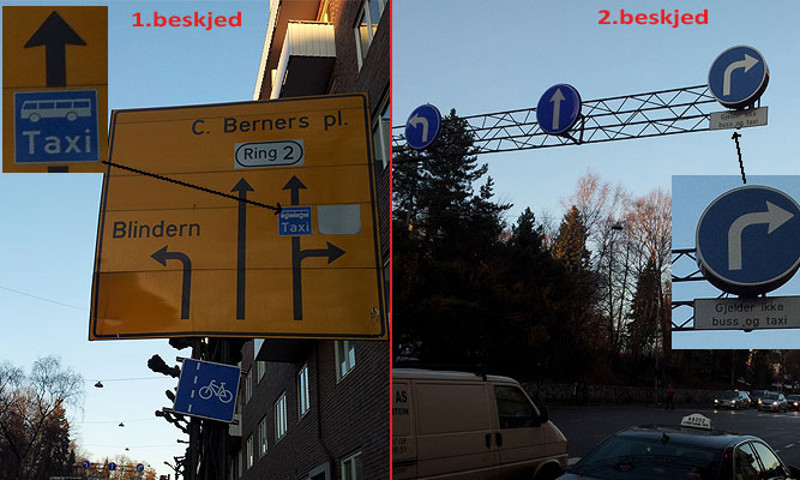 1.beskjed
Taxi
C. Berners pl.
Ring 2
Blindern
Taxi
2.beskjed
Gjelder ikke
buss og taxi
Gjelder ikke
buss og taxi
AS